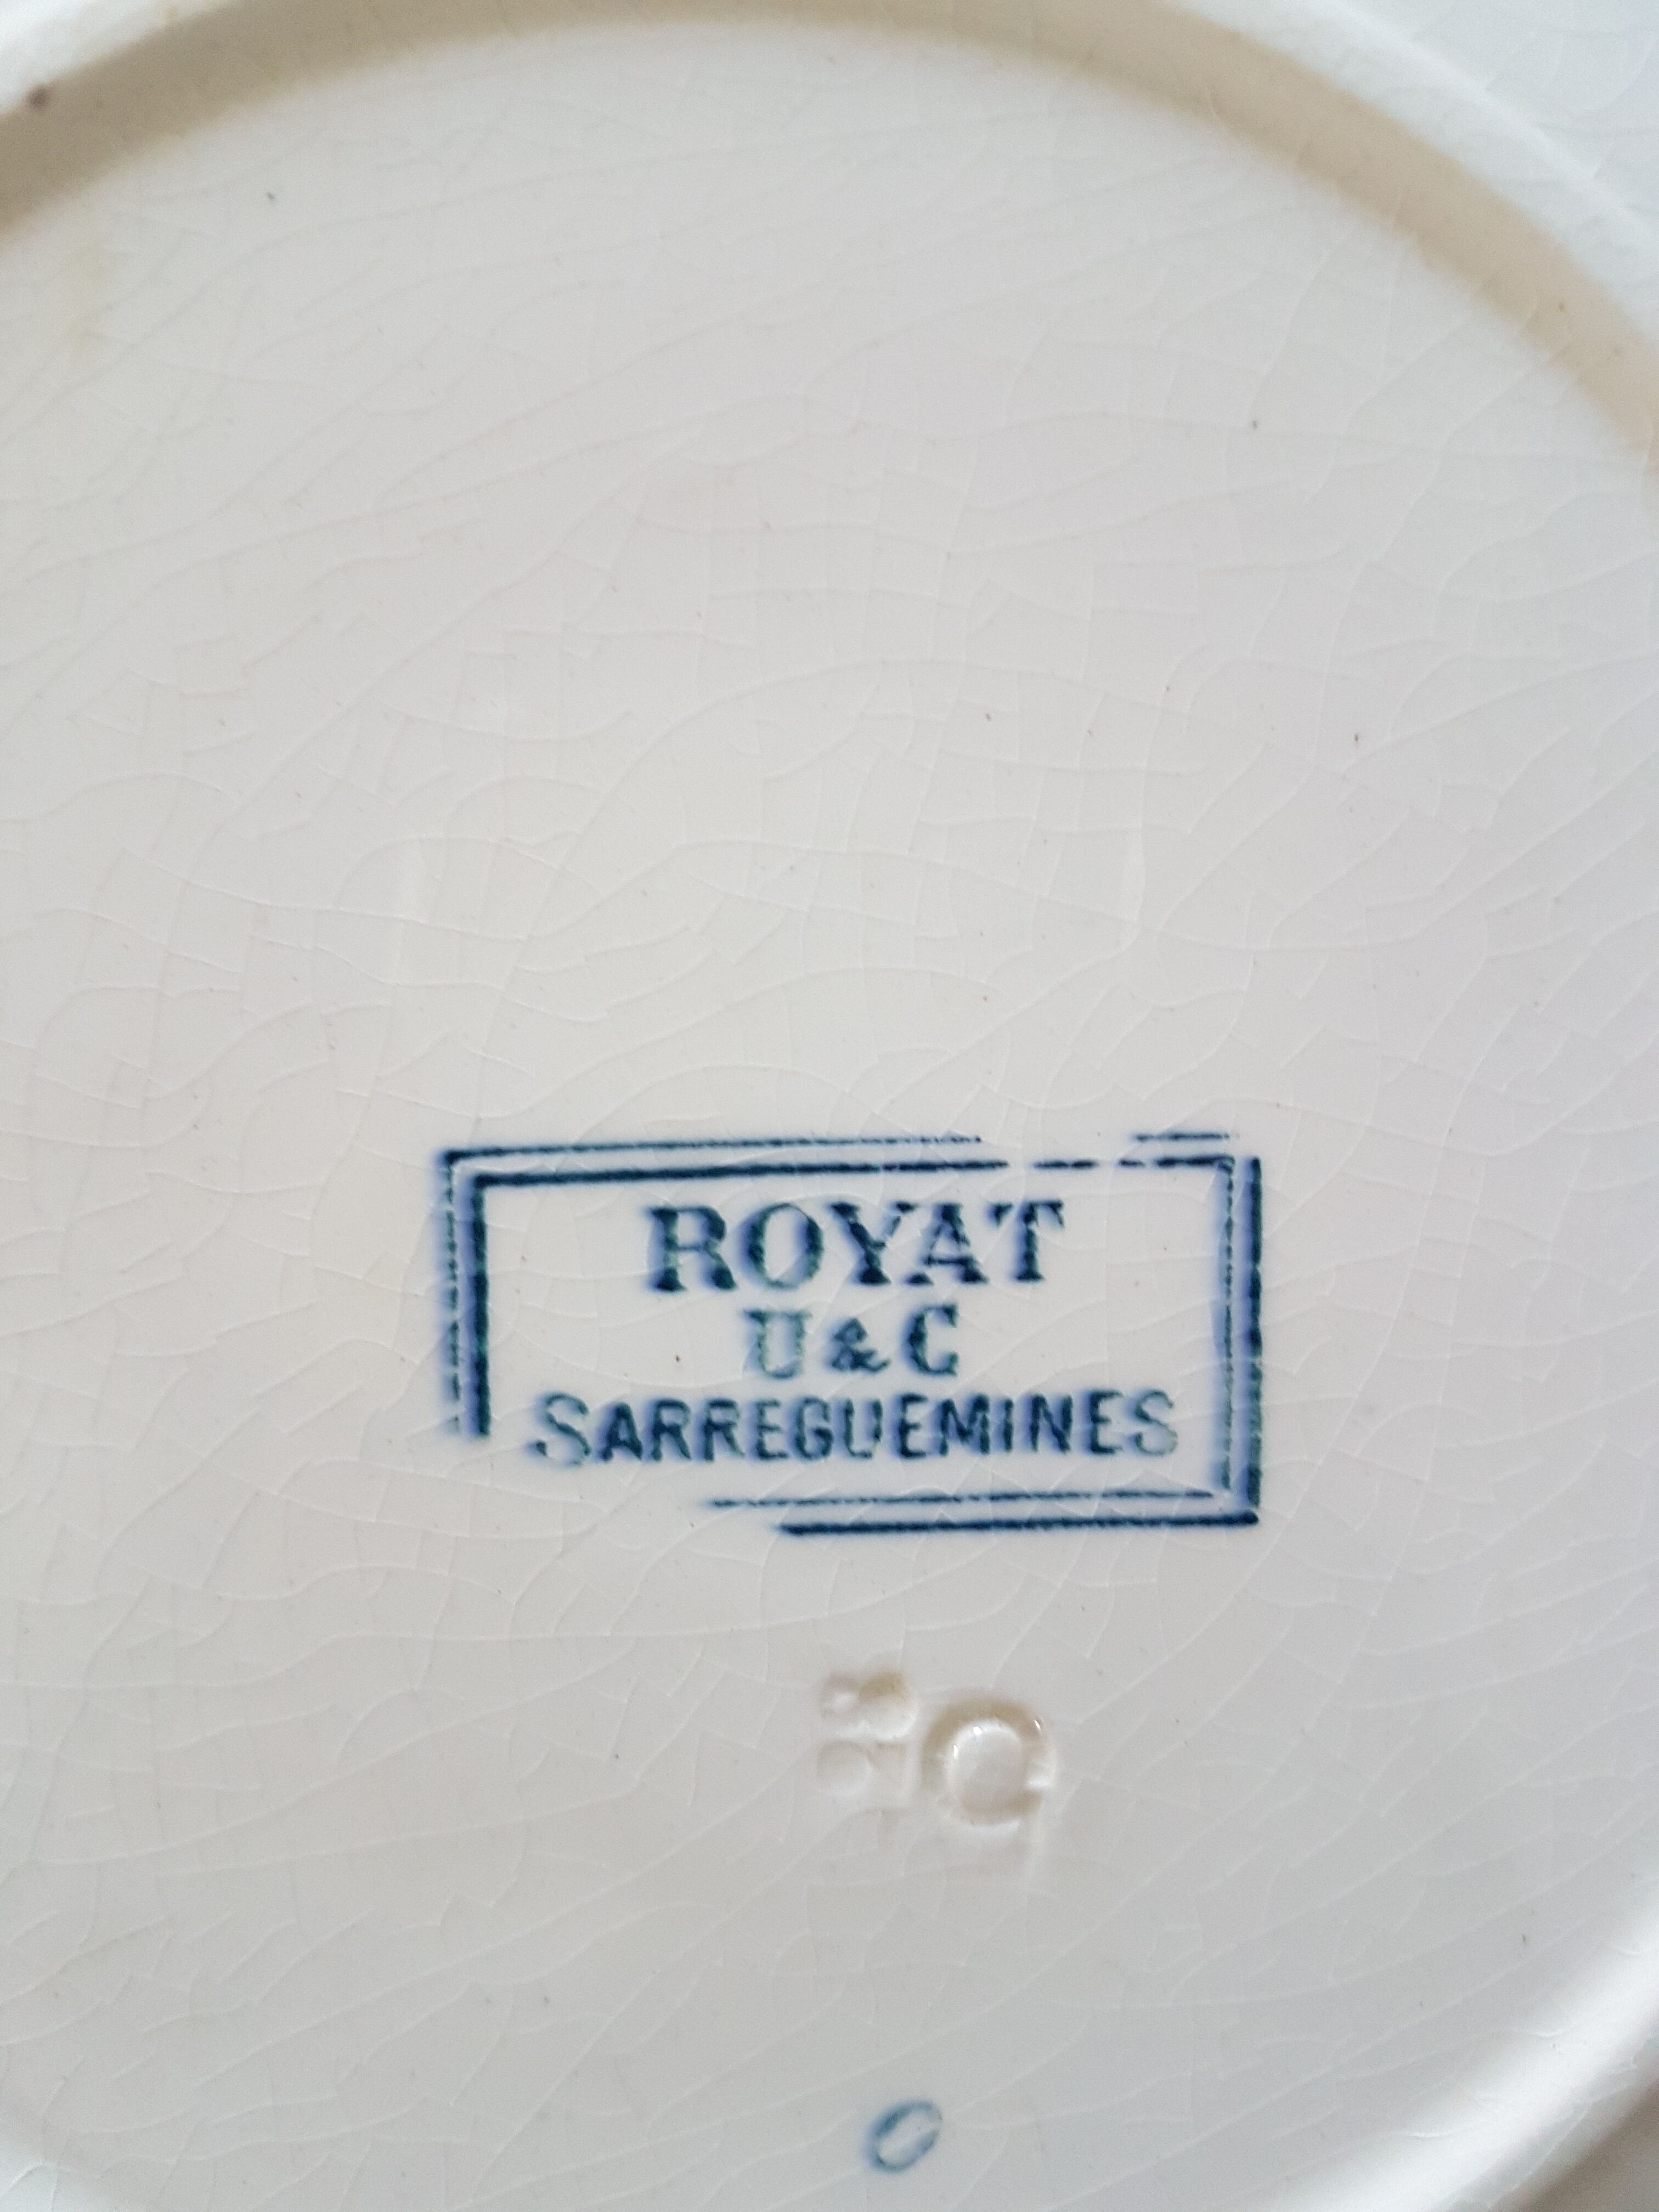 ROYAT
U & C
SARREGUEMINES